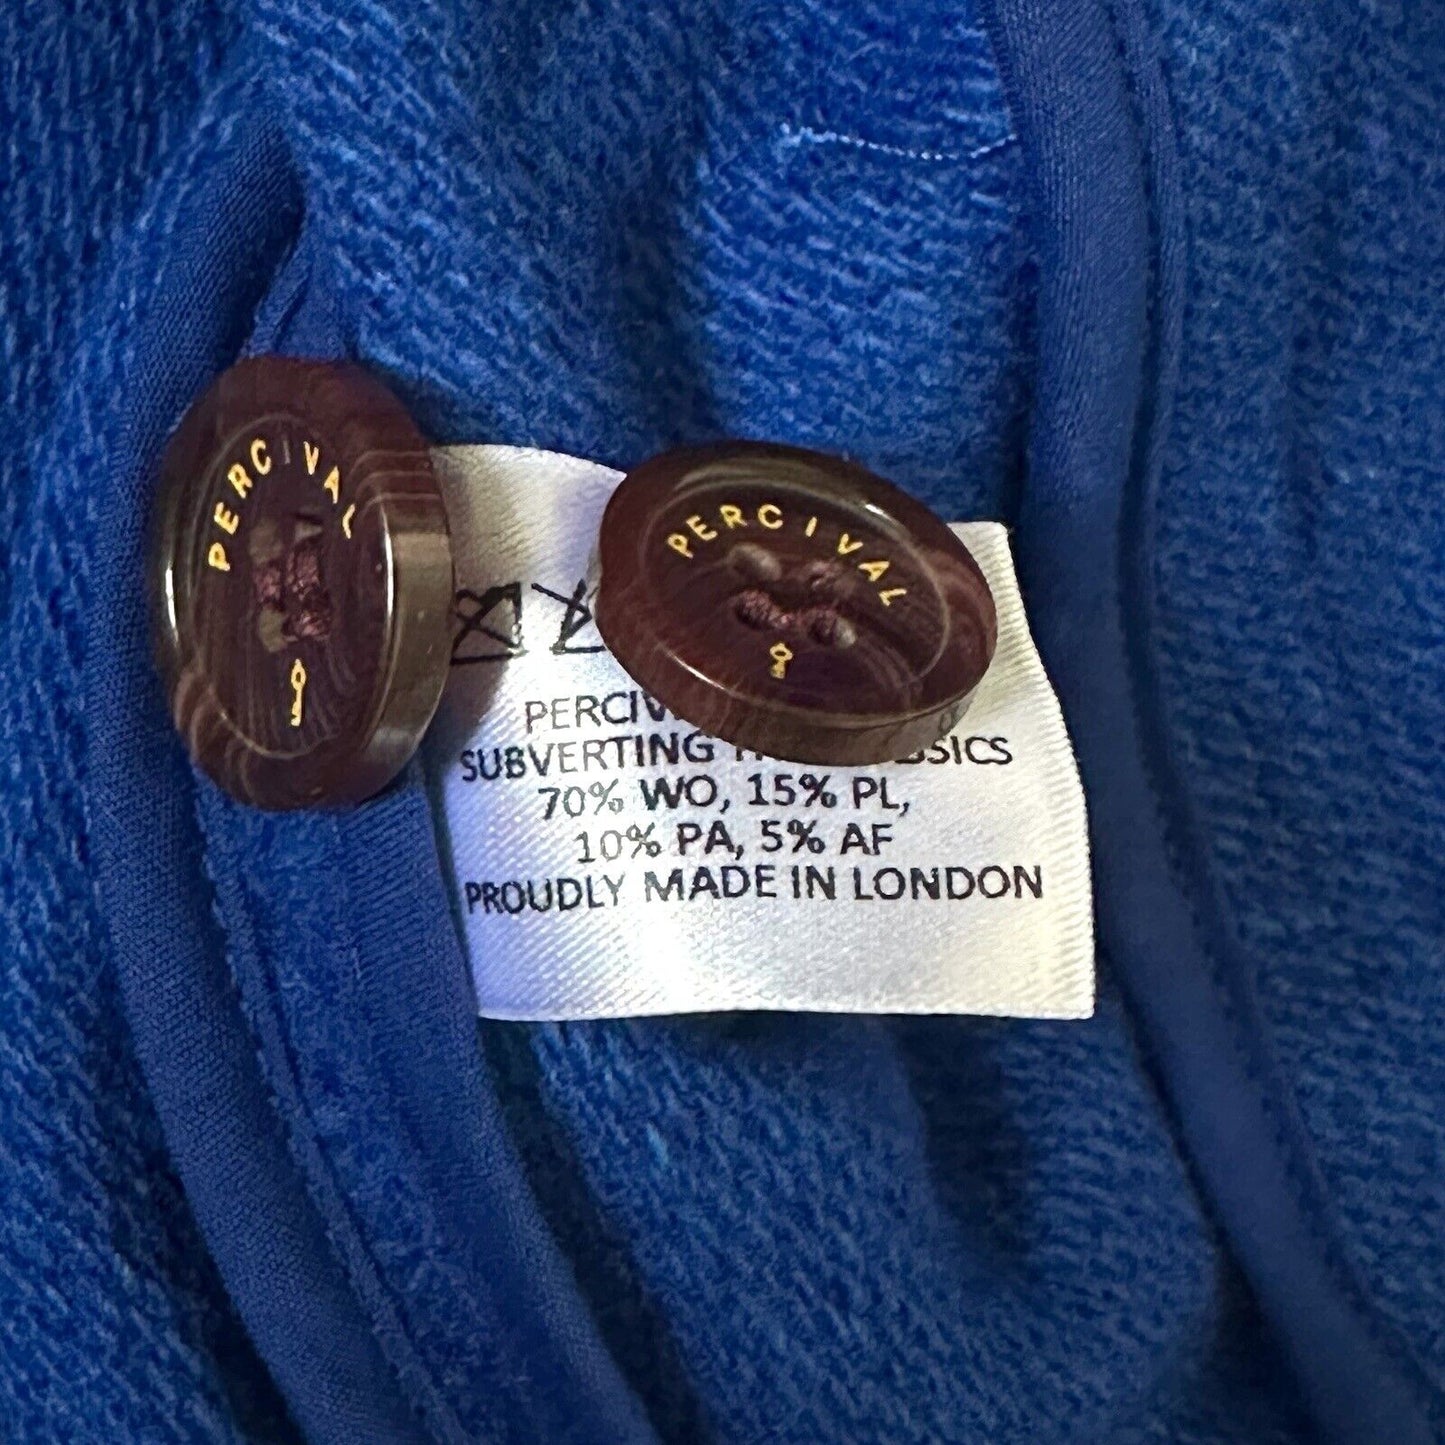 PERCIVAL
PERCIVAL
SUBVERTING
70% WO, 15% PL,
10% PA, 5% AF
PROUDLY MADE IN LONDON